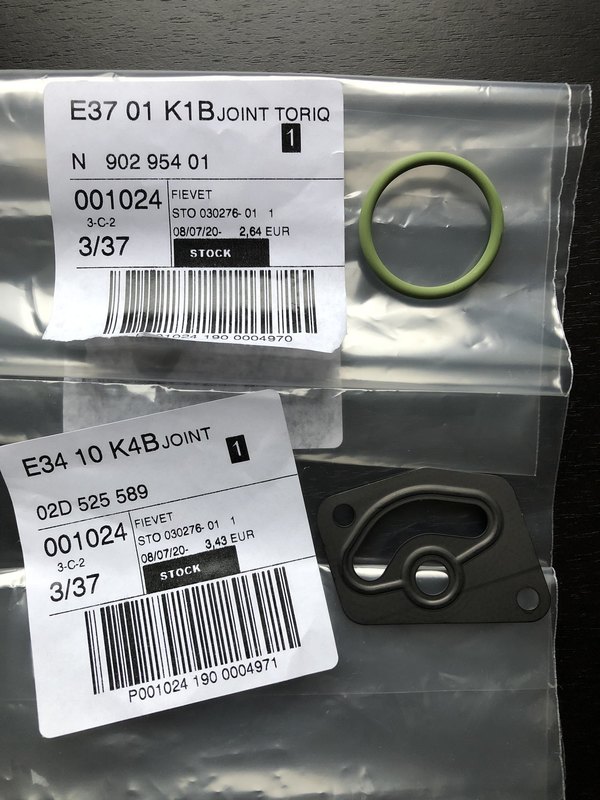 E37 01 K1B JOINT TORIQ
1
N 902 954 01
001024
3-C-2
3/37
FIEVET
STO 030276-01 1
08/07/20- 2,64 EUR
STOCK
P001024 190 0004970
E34 10 K4B JOINT
1
02D 525 589
001024
3-C-2
3/37
FIEVET
STO 030276-01 1
08/07/20- 3,43 EUR
STOCK
P001024 190 0004971